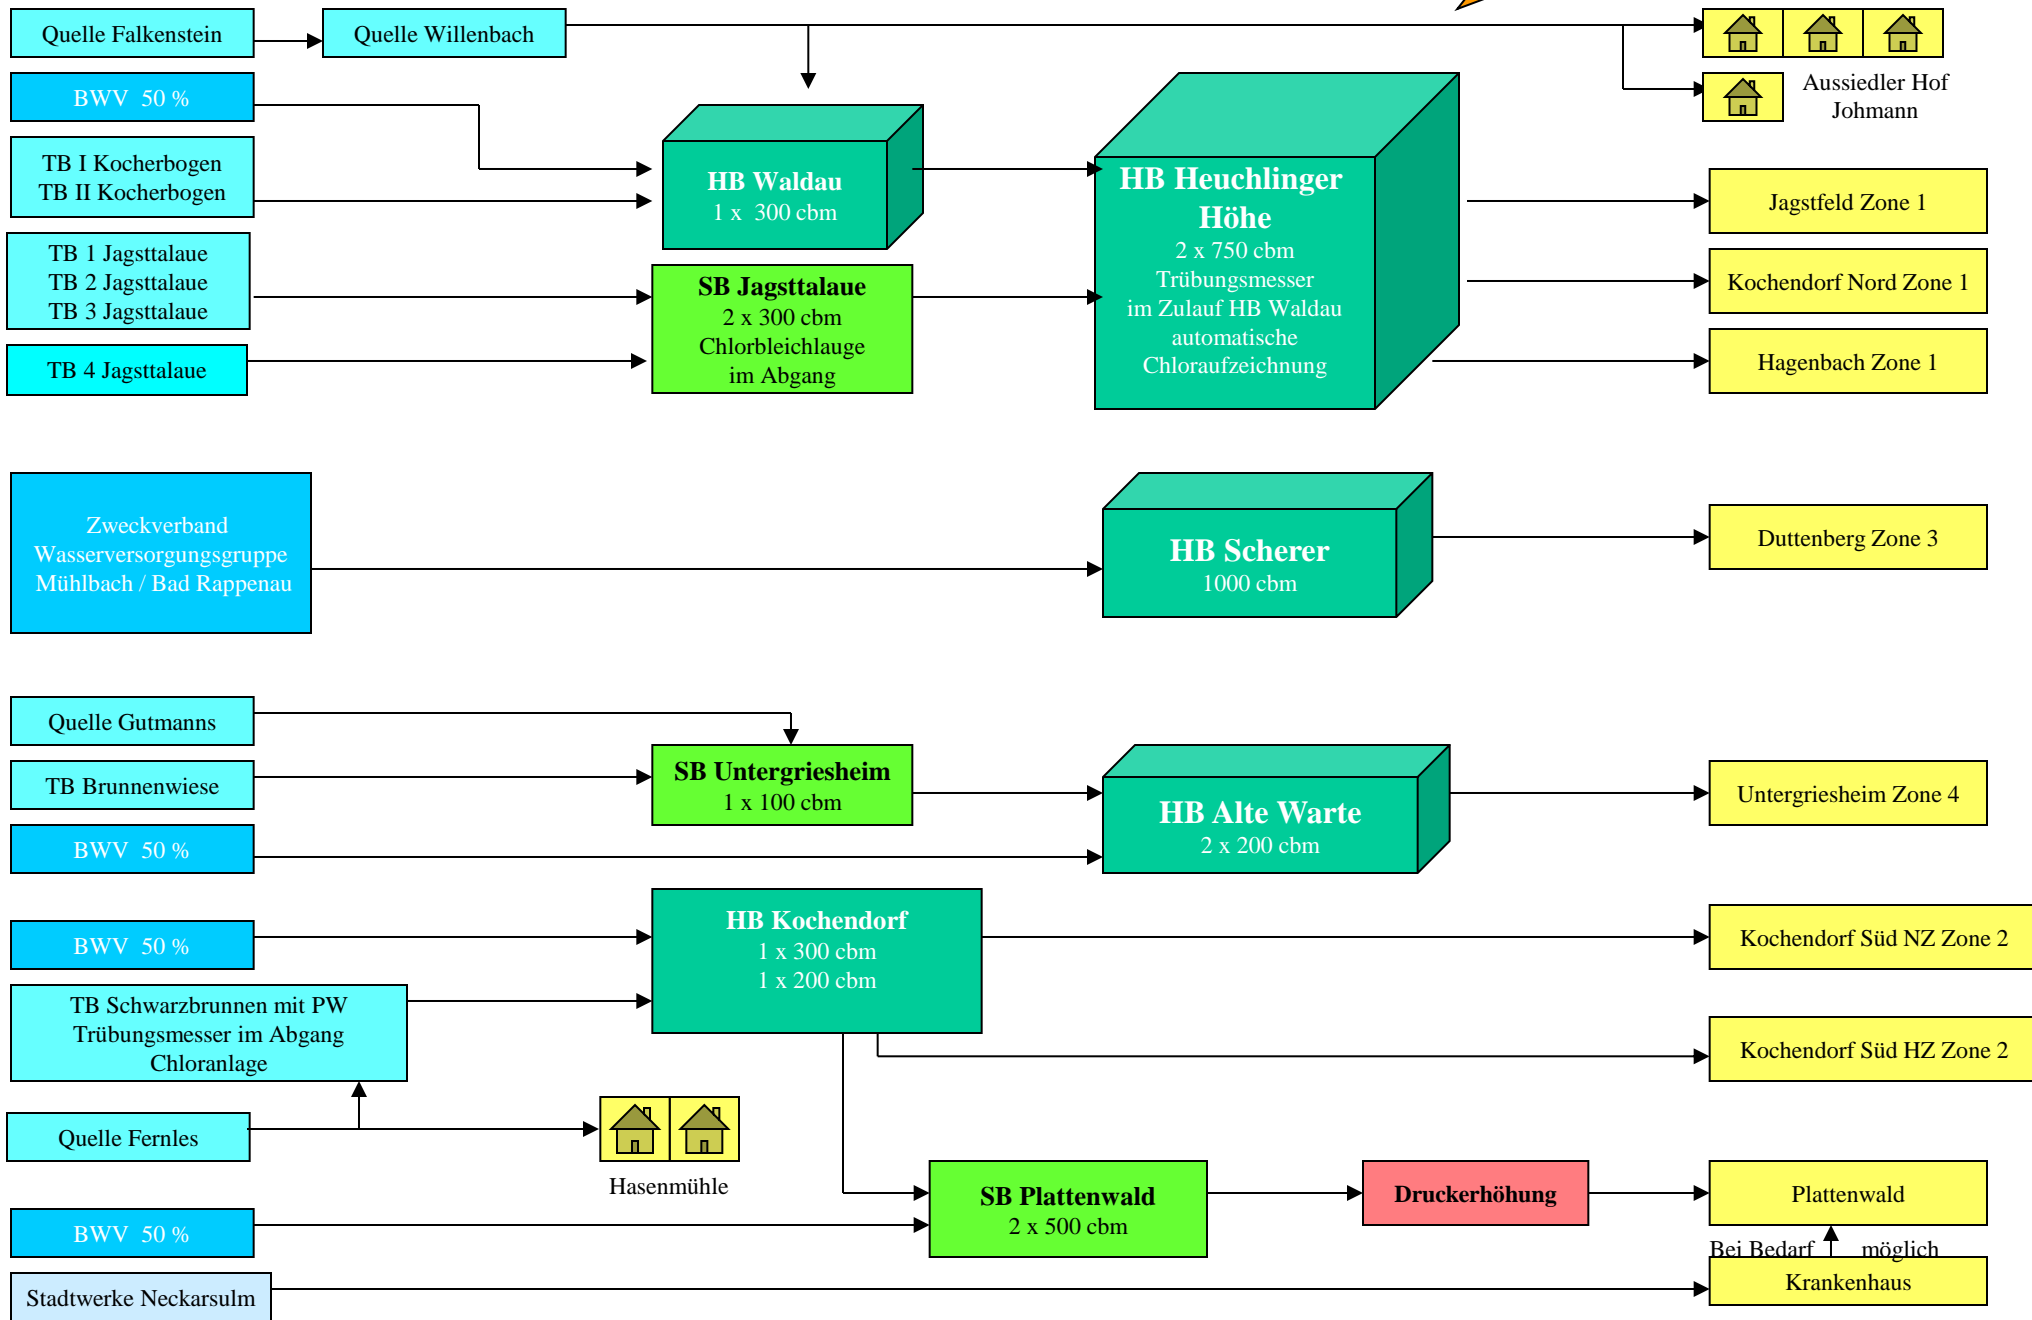 Quelle Falkenstein
Quelle Willenbach
BWV 50 %
Aussiedler Hof
Johmann
TB I Kocherbogen
TB II Kocherbogen
HB Waldau
1 x 300 cbm
HB Heuchlinger
Höhe
2 x 750 cbm
Trübungsmesser
im Zulauf HB Waldau
automatische
Chloraufzeichnung
Jagstfeld Zone 1
TB 1 Jagsttalaue
TB 2 Jagsttalaue
TB 3 Jagsttalaue
SB Jagsttalaue
2 x 300 cbm
Chlorbleichlauge
im Abgang
Kochendorf Nord Zone 1
TB 4 Jagsttalaue
Hagenbach Zone 1
Zweckverband
Wasserversorgungsgruppe
Mühlbach / Bad Rappenau
HB Scherer
1000 cbm
Duttenberg Zone 3
Quelle Gutmanns
TB Brunnenwiese
SB Untergriesheim
1 x 100 cbm
HB Alte Warte
2 x 200 cbm
Untergriesheim Zone 4
BWV 50 %
BWV 50 %
HB Kochendorf
1 x 300 cbm
1 x 200 cbm
Kochendorf Süd NZ Zone 2
TB Schwarzbrunnen mit PW
Trübungsmesser im Abgang
Chloranlage
Kochendorf Süd HZ Zone 2
Quelle Fernles
Hasenmühle
SB Plattenwald
2 x 500 cbm
Druckerhöhung
Plattenwald
BWV 50 %
Bei Bedarf möglich
Krankenhaus
Stadtwerke Neckarsulm